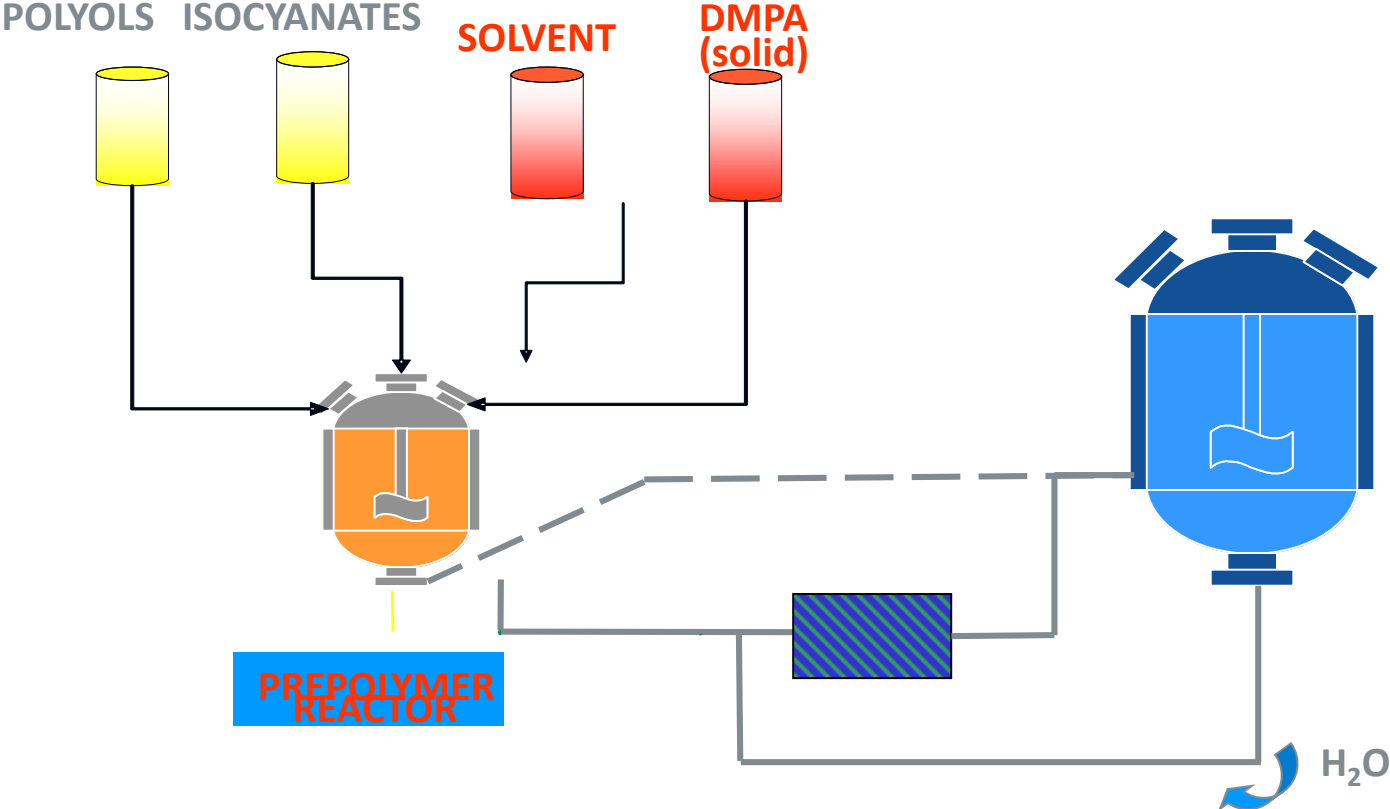 POLYOLS ISOCYANATES
SOLVENT
DMPA
(solid)
PREPOLYMER
REACTOR
H₂O